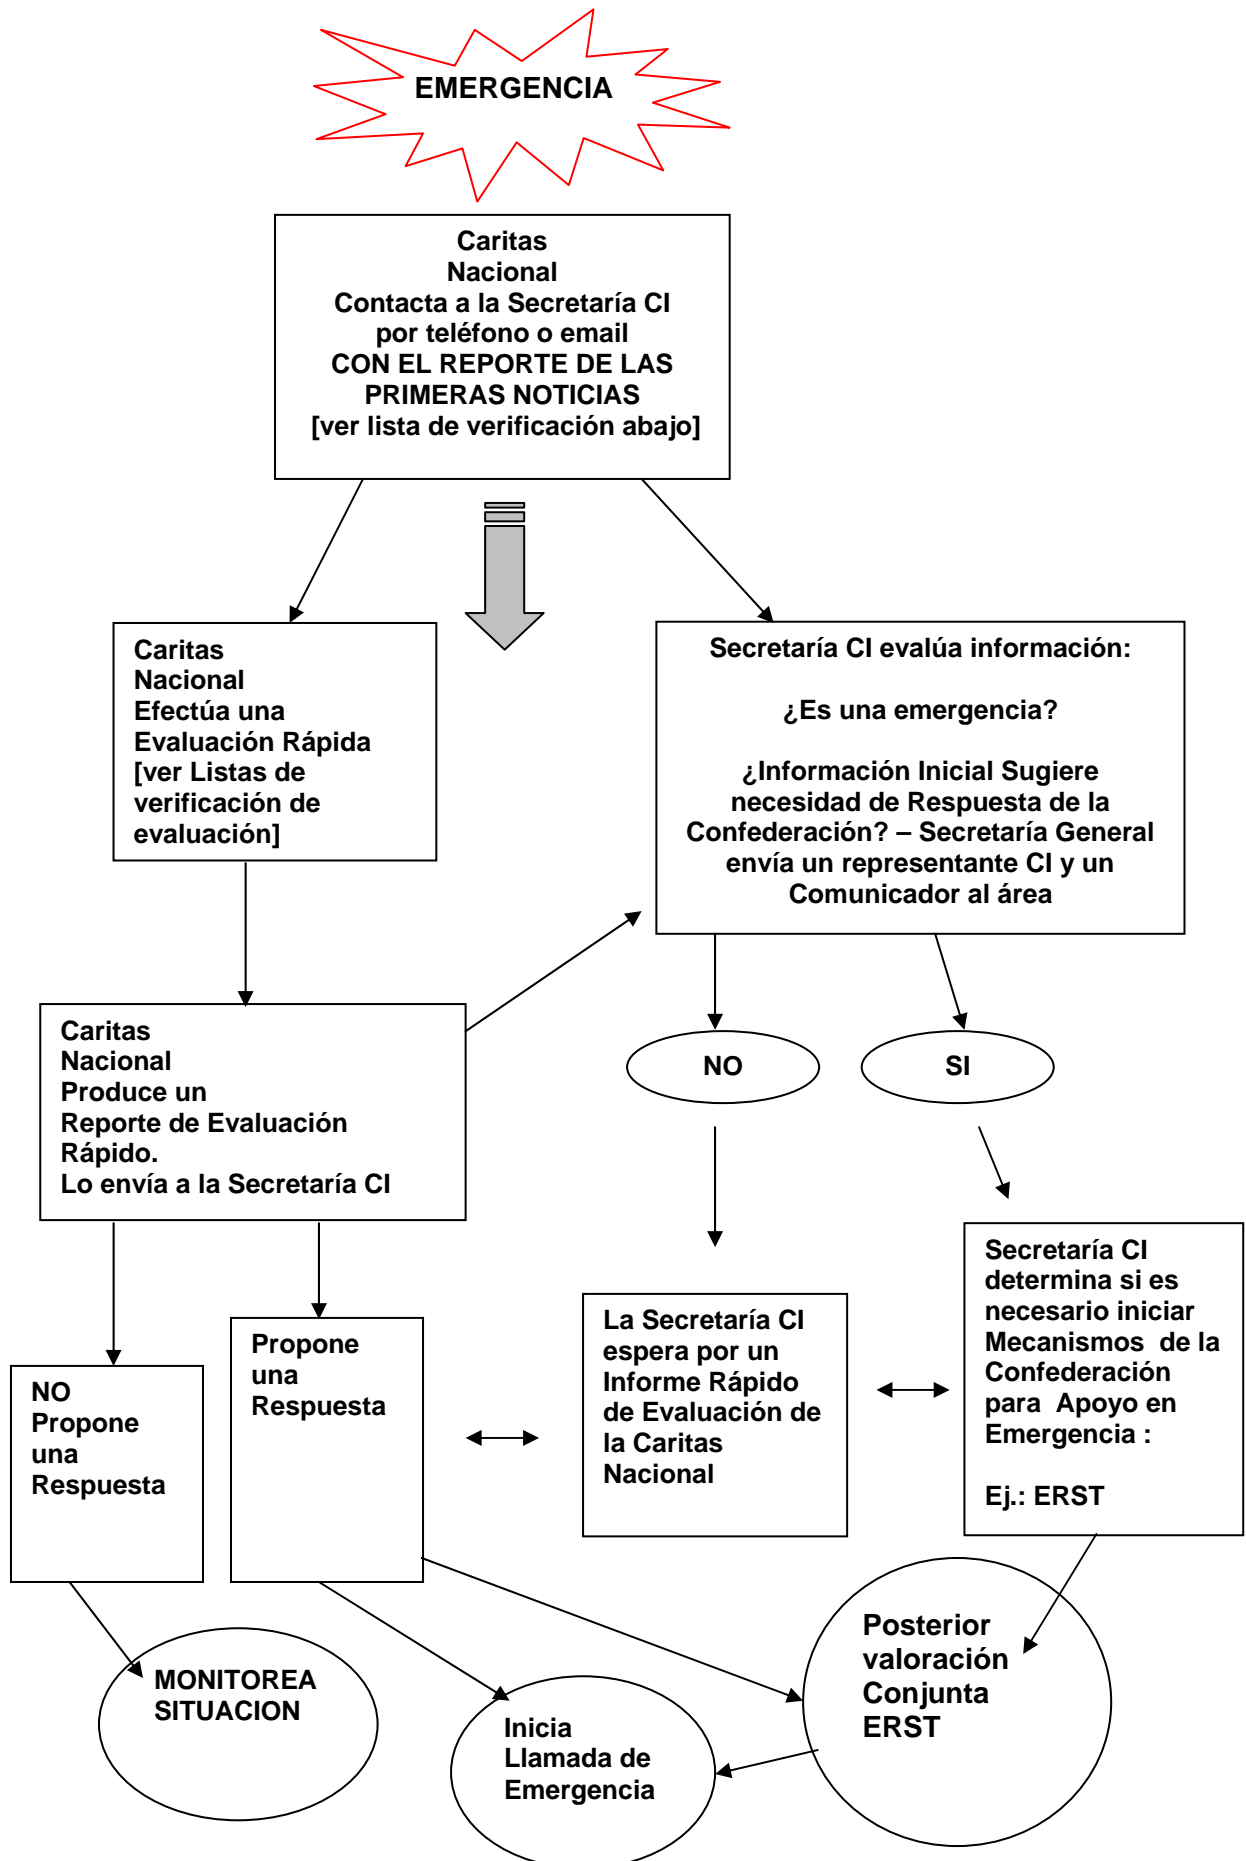 EMERGENCIA
Caritas
Nacional
Contacta a la Secretaría CI
por teléfono o email
CON EL REPORTE DE LAS
PRIMERAS NOTICIAS
[ver lista de verificación abajo]
Caritas
Nacional
Efectúa una
Evaluación Rápida
[ver Listas de
verificación de
evaluación]
Secretaría CI evalúa información:
¿Es una emergencia?
¿Información Inicial Sugiere
necesidad de Respuesta de la
Confederación? – Secretaría General
envía un representante CI y un
Comunicador al área
Caritas
Nacional
Produce un
Reporte de Evaluación
Rápido.
Lo envía a la Secretaría CI
NO
SI
NO
Propone
una
Respuesta
Propone
una
Respuesta
La Secretaría CI
espera por un
Informe Rápido
de Evaluación de
la Caritas
Nacional
Secretaría CI
determina si es
necesario iniciar
Mecanismos de la
Confederación
para Apoyo en
Emergencia :
Ej.: ERST
MONITOREA
SITUACION
Inicia
Llamada de
Emergencia
Posterior
valoración
Conjunta
ERST